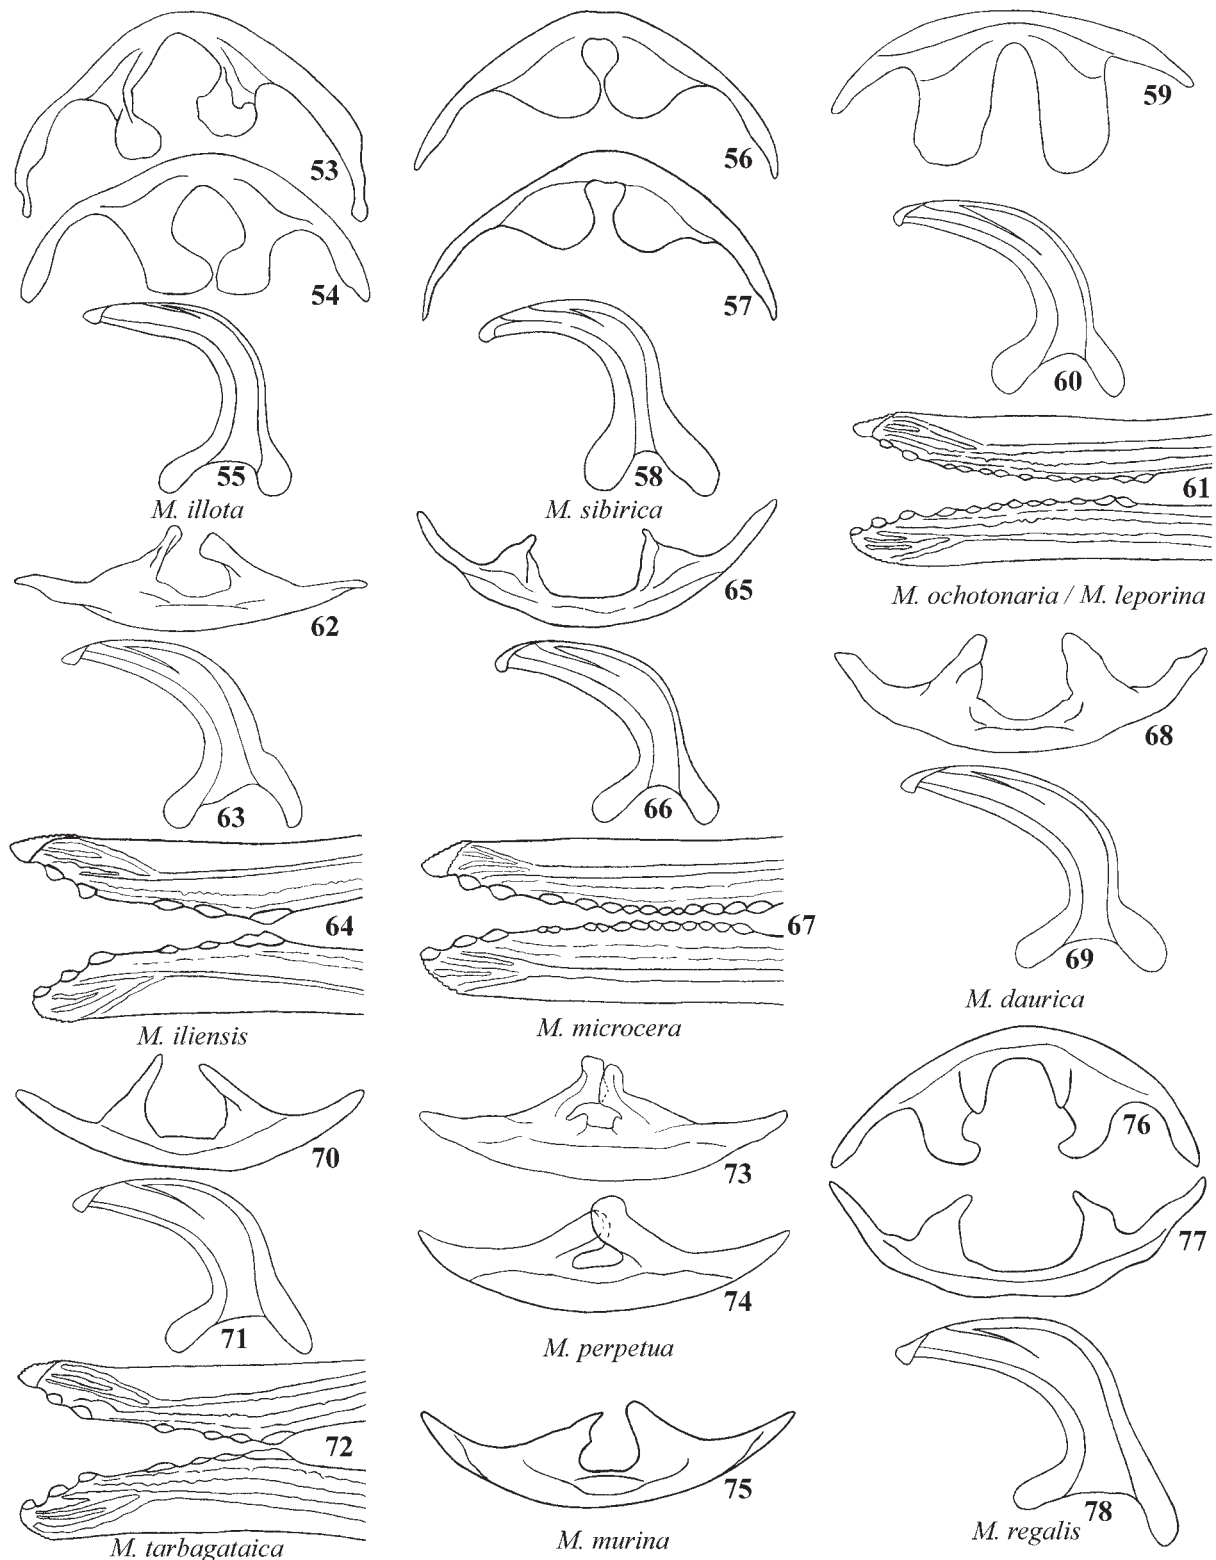 53
54
55
M. illota
56
57
58
M. sibirica
59
60
61
M. ochotonaria / M. leporina
62
63
64
M. iliensis
65
66
67
M. microcera
68
69
M. daurica
70
71
72
M. tarbagataica
73
74
M. perpetua
75
M. murina
76
77
78
M. regalis